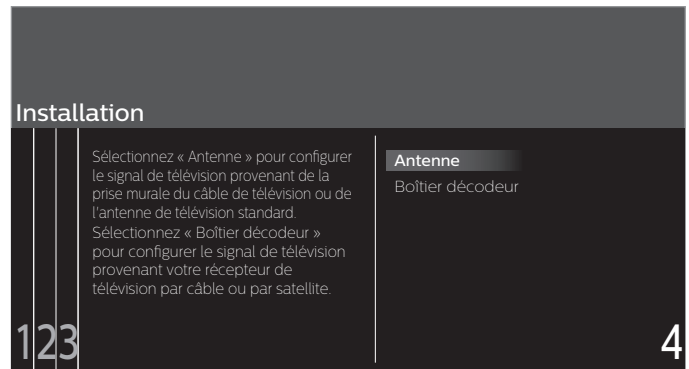 Installation
Sélectionnez « Antenne » pour configurer
le signal de télévision provenant de la
prise murale du câble de télévision ou de
l'antenne de télévision standard.
Sélectionnez « Boîtier décodeur »
pour configurer le signal de télévision
provenant votre récepteur de
télévision par câble ou par satellite.
Antenne
Boîtier décodeur
123
4